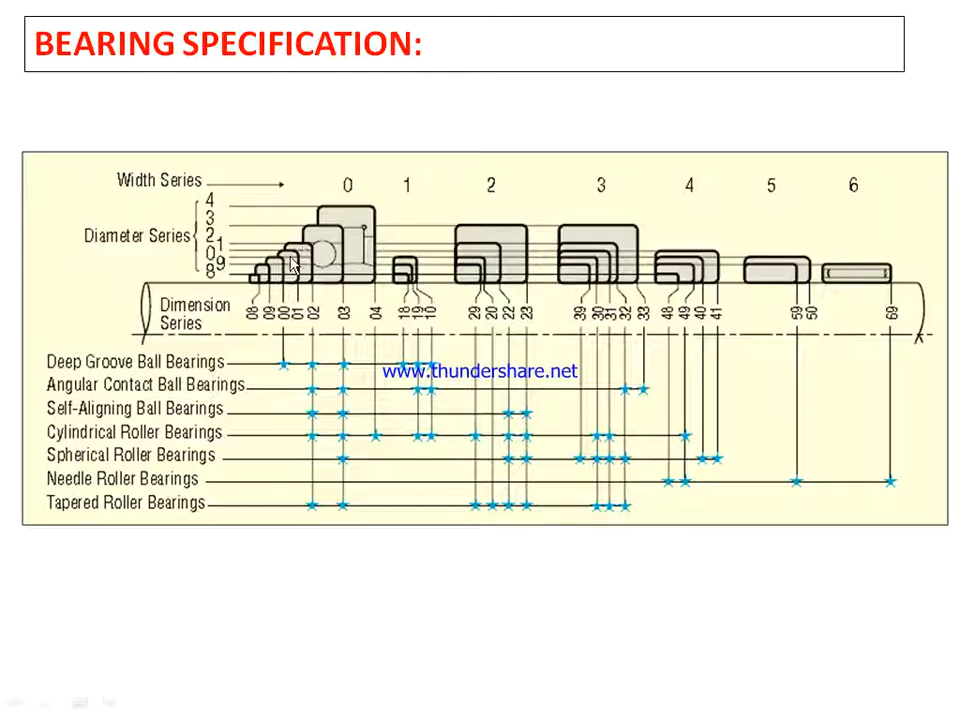 BEARING SPECIFICATION:
Width Series 0 1 2 3 4 5 6
Diameter Series
4
3
2
1
0
9
8
Dimension
Series
08 09 00 01 02 03 04 18 19 10 29 20 22 23 39 30 31 32 33 48 49 40 41 59 50 69
Deep Groove Ball Bearings
www.thundershare.net
Angular Contact Ball Bearings
Self-Aligning Ball Bearings
Cylindrical Roller Bearings
Spherical Roller Bearings
Needle Roller Bearings
Tapered Roller Bearings